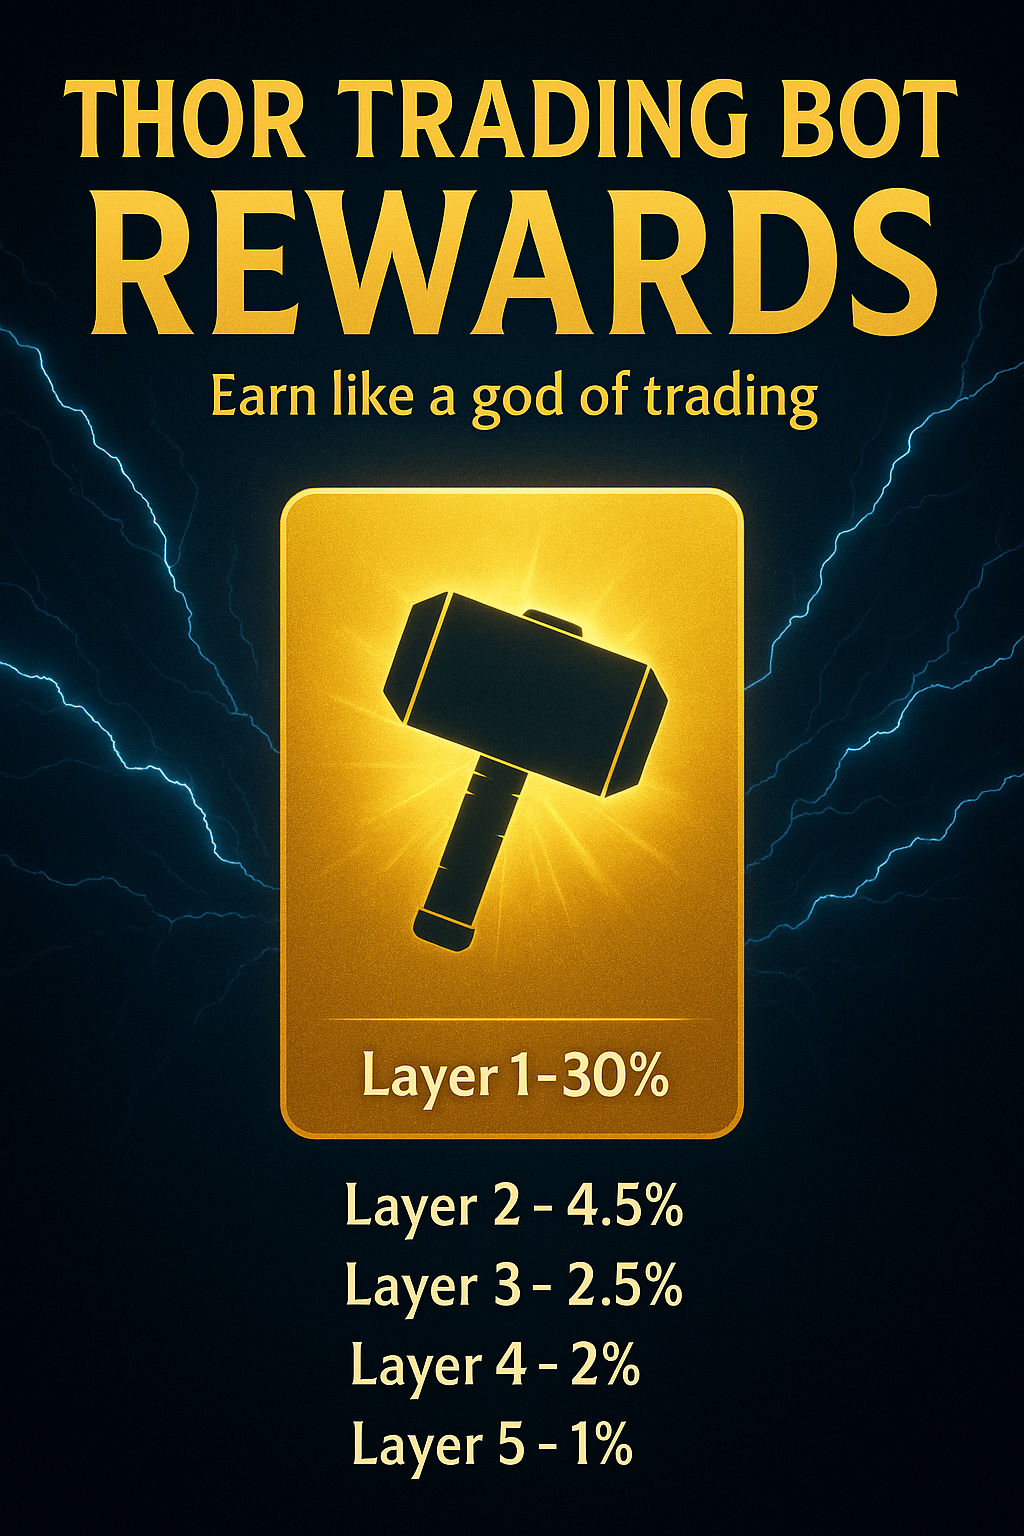 THOR TRADING BOT
REWARDS
Earn like a god of trading
Layer 1-30%
Layer 2 - 4.5%
Layer 3 - 2.5%
Layer 4 - 2%
Layer 5 - 1%